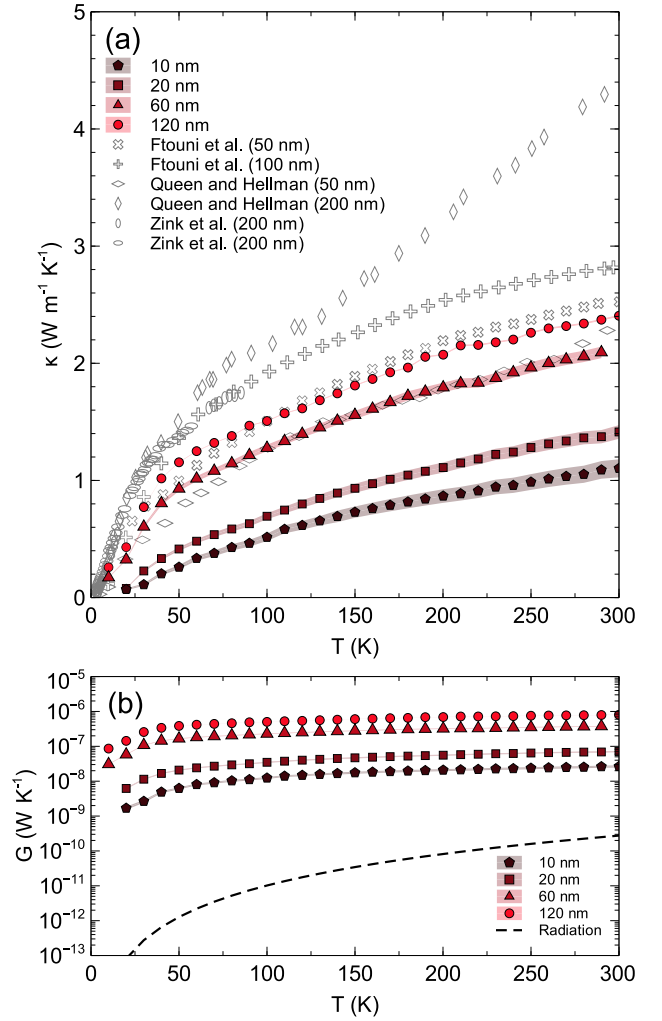 (a)
10 nm
20 nm
60 nm
120 nm
Ftouni et al. (50 nm)
Ftouni et al. (100 nm)
Queen and Hellman (50 nm)
Queen and Hellman (200 nm)
Zink et al. (200 nm)
Zink et al. (200 nm)
5
4
3
2
1
0
κ (W m⁻¹ K⁻¹)
0 50 100 150 200 250 300
T (K)
(b)
10⁻⁵
10⁻⁶
10⁻⁷
10⁻⁸
10⁻⁹
10⁻¹⁰
10⁻¹¹
10⁻¹²
10⁻¹³
G (W K⁻¹)
10 nm
20 nm
60 nm
120 nm
Radiation
0 50 100 150 200 250 300
T (K)